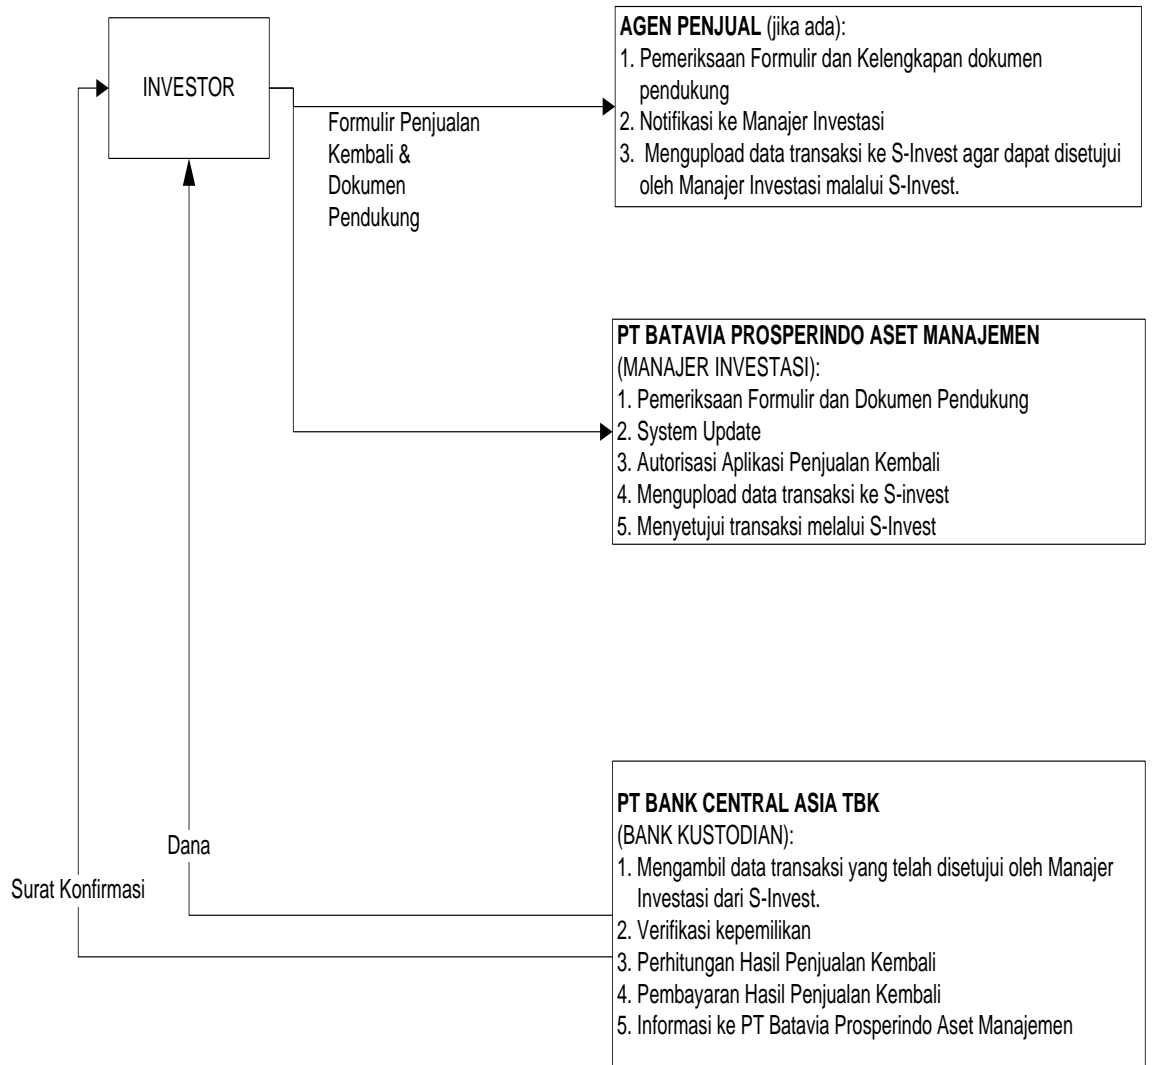 INVESTOR
AGEN PENJUAL (jika ada):
1. Pemeriksaan Formulir dan Kelengkapan dokumen
pendukung
2. Notifikasi ke Manajer Investasi
3. Mengupload data transaksi ke S-Invest agar dapat disetujui
oleh Manajer Investasi malalui S-Invest.
Formulir Penjualan
Kembali &
Dokumen
Pendukung
PT BATAVIA PROSPERINDO ASET MANAJEMEN
(MANAJER INVESTASI):
1. Pemeriksaan Formulir dan Dokumen Pendukung
2. System Update
3. Autorisasi Aplikasi Penjualan Kembali
4. Mengupload data transaksi ke S-invest
5. Menyetujui transaksi melalui S-Invest
Dana
Surat Konfirmasi
PT BANK CENTRAL ASIA TBK
(BANK KUSTODIAN):
1. Mengambil data transaksi yang telah disetujui oleh Manajer
Investasi dari S-Invest.
2. Verifikasi kepemilikan
3. Perhitungan Hasil Penjualan Kembali
4. Pembayaran Hasil Penjualan Kembali
5. Informasi ke PT Batavia Prosperindo Aset Manajemen